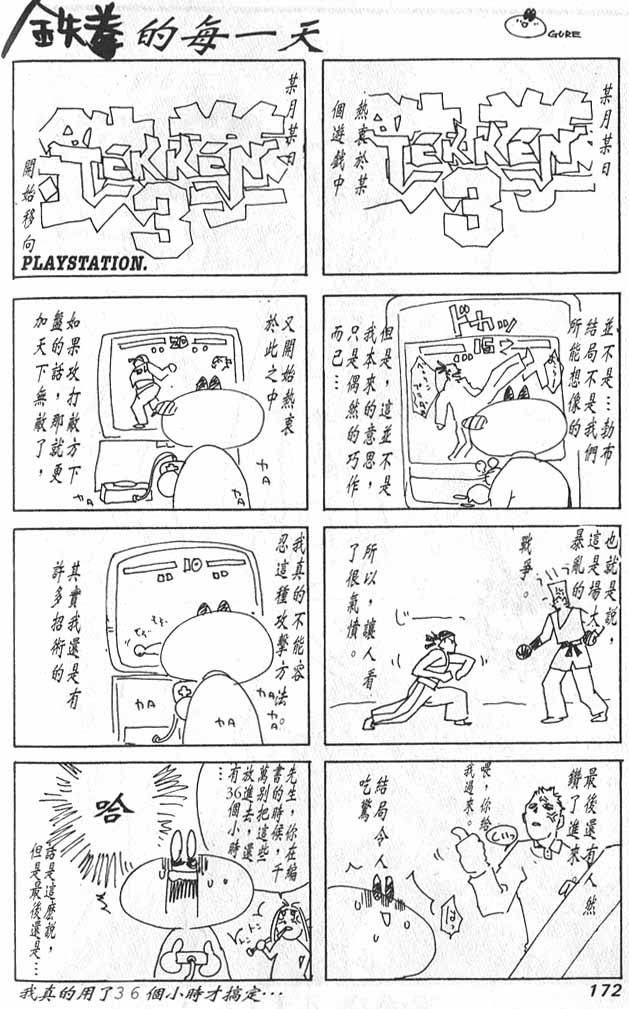 鉄拳的每一天
GURE
某月某日
熱衷於某
個遊戲中
TEKKEN
3
並不是…勃布
結局不是我們
所能想像的
但是，這並不是
我本來的意思，
只是偶然的巧作
而已…
ドカッ
15
也就是說，
這是場大
暴亂的
戰爭。
所以，讓人看
了很氣憤。
じー
最後還有人然
鑽了進來。
喂，你給
我過來。
結局令人
吃驚
某月某日
開始移向
TEKKEN
3
PLAYSTATION.
又開始熱衷
於此之中
如果攻打敵方下
盤的話，那就更
加天下無敵了，
30
カA
カA
カA
我真的不能容
忍這種攻擊方法。
其實我還是有
許多招術的
10
カA
カA
カA
カA
先生，你在編
書的時候，千
萬別把這些
放進去，還
有36個小時
…
哈
話是這麼說，
但是最後還是…
我真的用了36個小時才搞定…
172